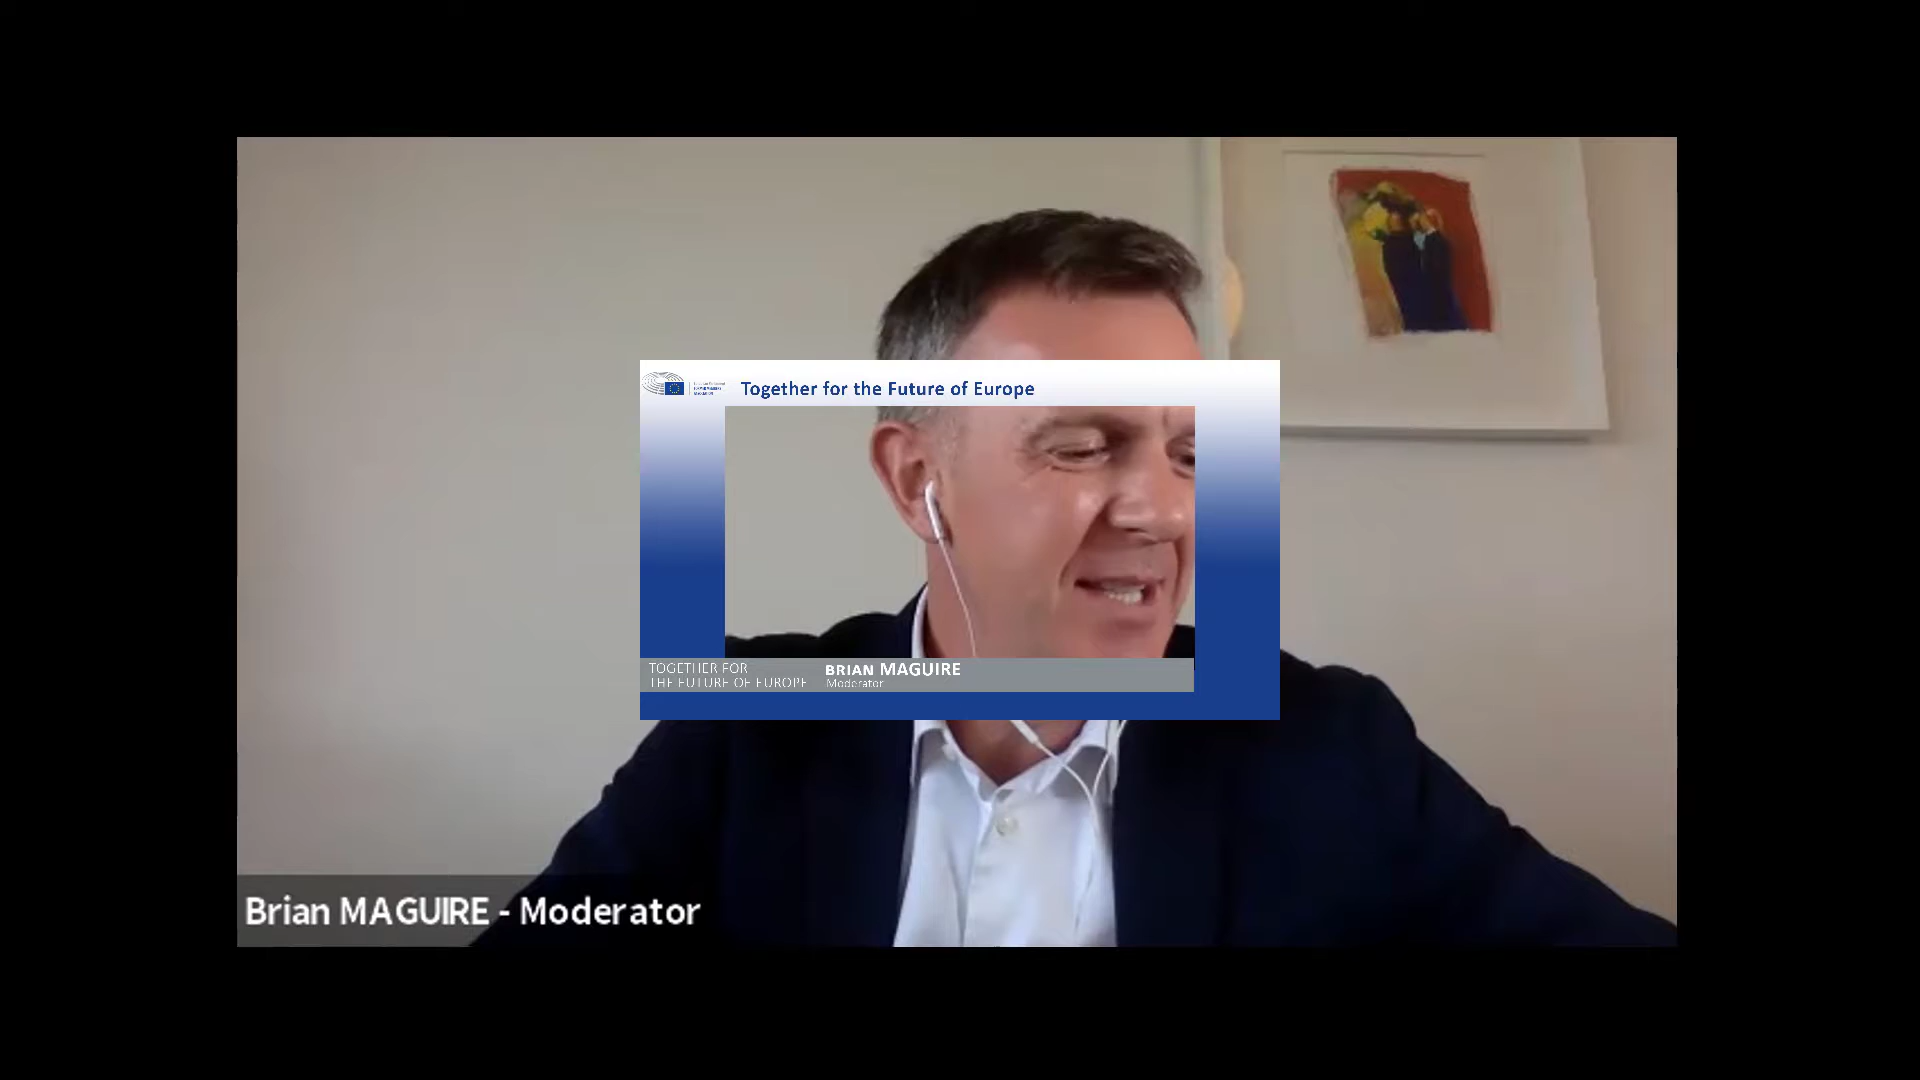 Together for the Future of Europe
TOGETHER FOR
THE FUTURE OF EUROPE
BRIAN MAGUIRE
Moderator
Brian MAGUIRE - Moderator